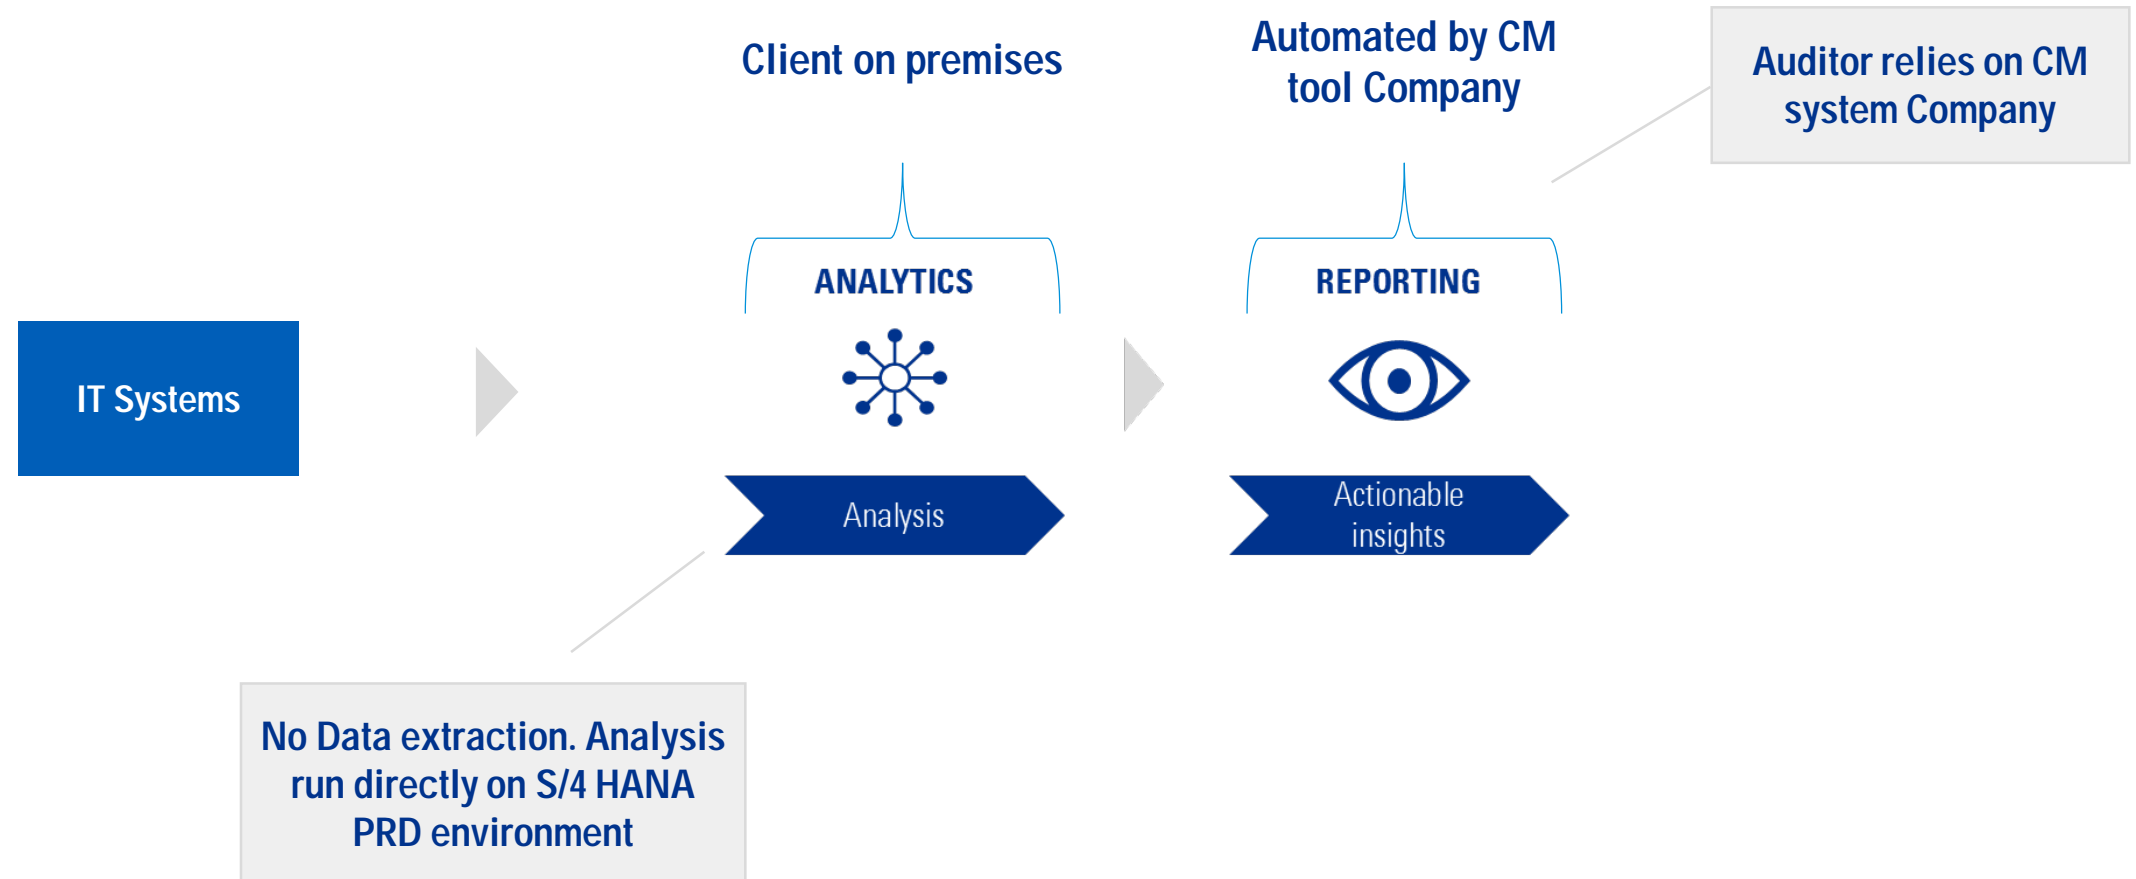 Client on premises
Automated by CM
tool Company
Auditor relies on CM
system Company
ANALYTICS
REPORTING
IT Systems
Analysis
Actionable
insights
No Data extraction. Analysis
run directly on S/4 HANA
PRD environment